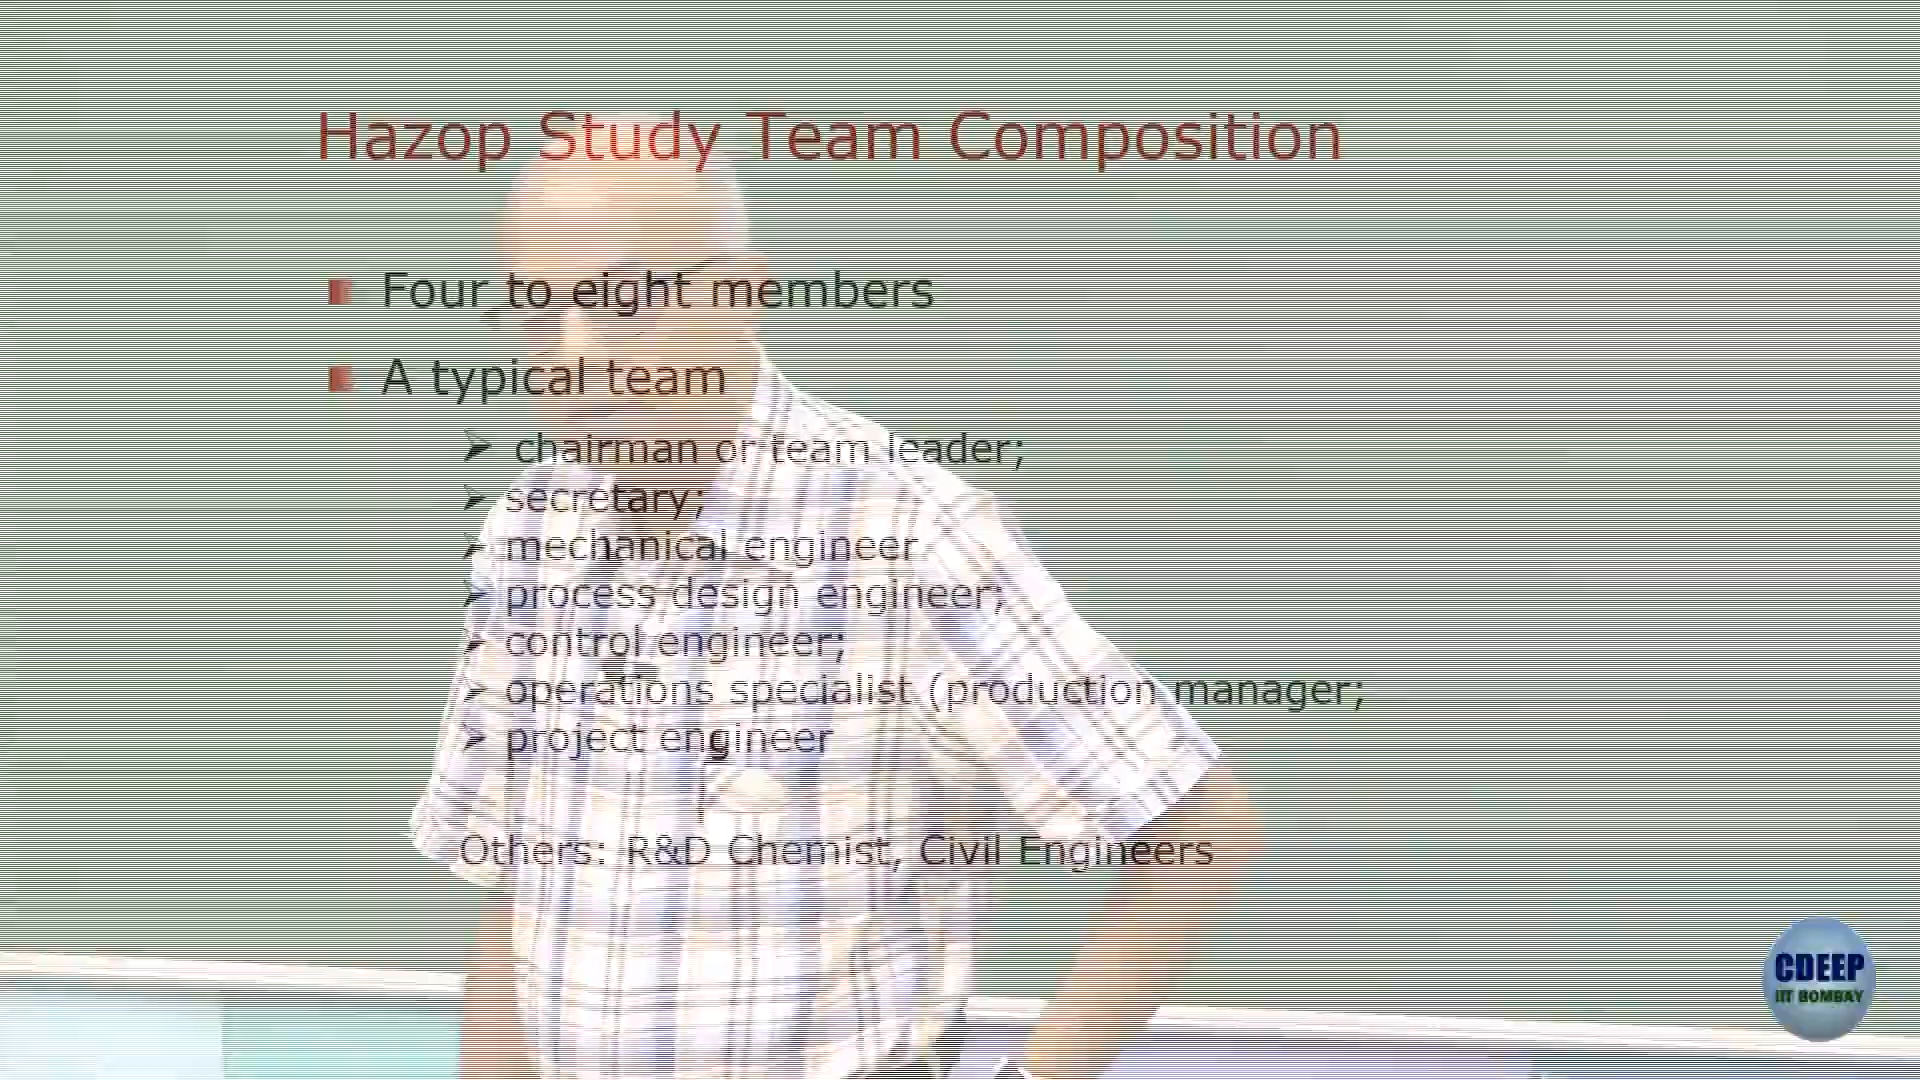 Hazop Study Team Composition
Four to eight members
A typical team
chairman or team leader;
secretary;
mechanical engineer
process design engineer;
control engineer;
operations specialist (production manager;
project engineer
Others: R&D Chemist, Civil Engineers
CDEEP
IIT BOMBAY